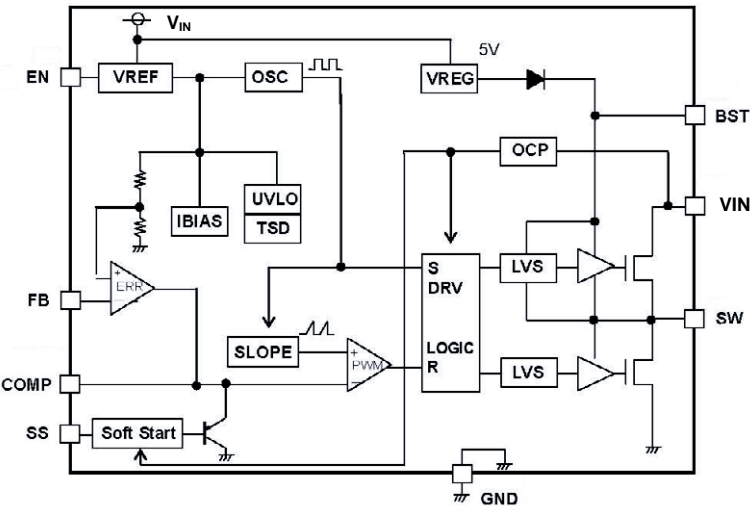 VIN
5V
EN
VREF
OSC
VREG
BST
OCP
UVLO
IBIAS
TSD
VIN
+
ERR
−
FB
S
DRV
LVS
SW
SLOPE
+
PWM
−
LOGIC
R
LVS
COMP
SS
Soft Start
GND